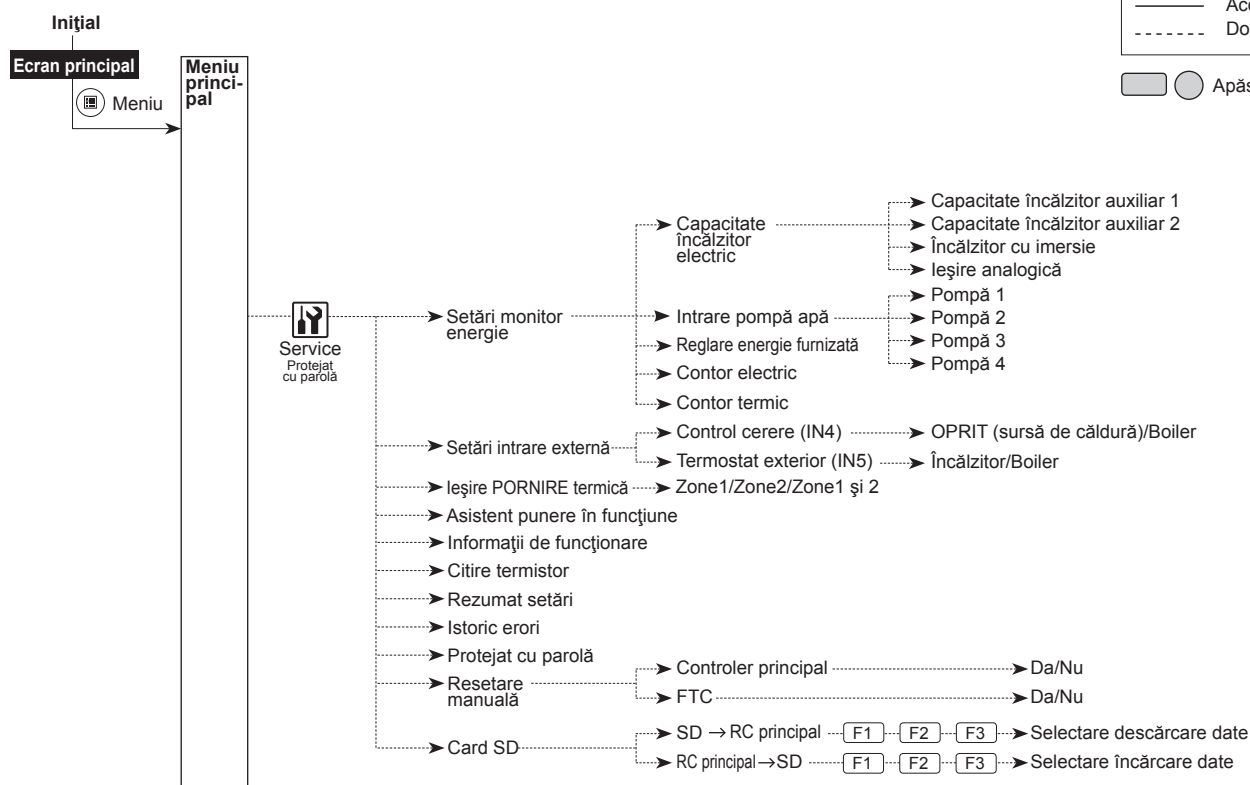 Iniţial
Ecran principal
Meniu
Meniu
princi-
pal
Apăs
Service
Protejat
cu parolă
Setări monitor
energie
Capacitate
încălzitor
electric
Capacitate încălzitor auxiliar 1
Capacitate încălzitor auxiliar 2
Încălzitor cu imersie
Ieşire analogică
Intrare pompă apă
Pompă 1
Pompă 2
Pompă 3
Pompă 4
Reglare energie furnizată
Contor electric
Contor termic
Setări intrare externă
Control cerere (IN4)
OPRIT (sursă de căldură)/Boiler
Termostat exterior (IN5)
Încălzitor/Boiler
Ieşire PORNIRE termică
Zone1/Zone2/Zone1 şi 2
Asistent punere în funcţiune
Informaţii de funcţionare
Citire termistor
Rezumat setări
Istoric erori
Protejat cu parolă
Resetare
manuală
Controler principal
Da/Nu
FTC
Da/Nu
Card SD
SD → RC principal F1 F2 F3 Selectare descărcare date
RC principal→SD F1 F2 F3 Selectare încărcare date